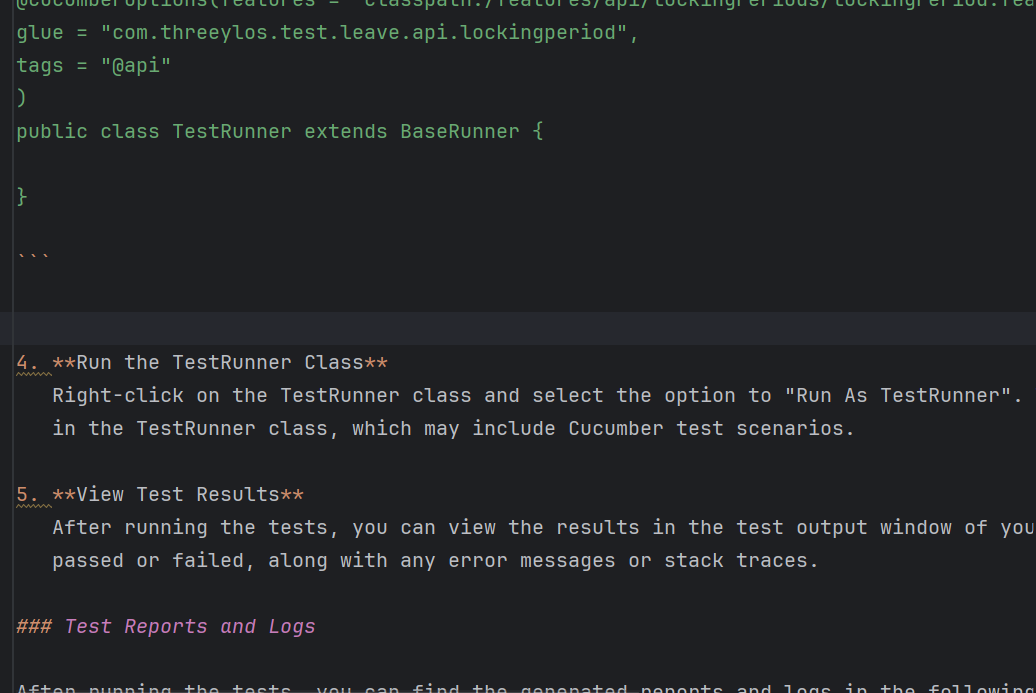 @CucumberOptions(features = "classpath:/features/api/lockingPeriods/lockingPeriod.fea
glue = "com.threeylos.test.leave.api.lockingperiod",
tags = "@api"
)
public class TestRunner extends BaseRunner {
}
```
4. **Run the TestRunner Class**
Right-click on the TestRunner class and select the option to "Run As TestRunner".
in the TestRunner class, which may include Cucumber test scenarios.
5. **View Test Results**
After running the tests, you can view the results in the test output window of you
passed or failed, along with any error messages or stack traces.
### Test Reports and Logs
After running the tests, you can find the generated reports and logs in the following